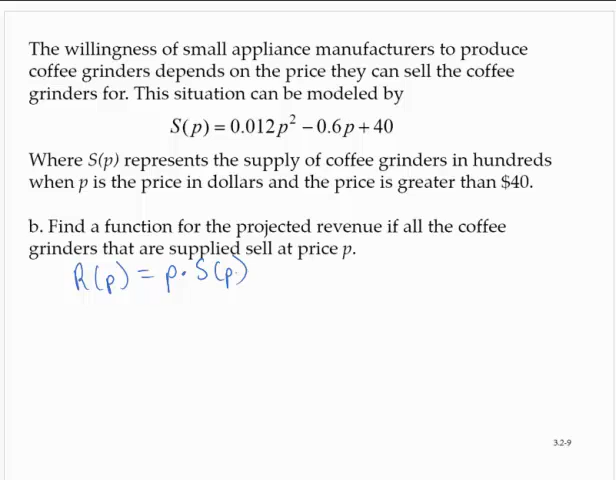 The willingness of small appliance manufacturers to produce
coffee grinders depends on the price they can sell the coffee
grinders for. This situation can be modeled by
S(p) = 0.012p² − 0.6p + 40
Where S(p) represents the supply of coffee grinders in hundreds
when p is the price in dollars and the price is greater than $40.
b. Find a function for the projected revenue if all the coffee
grinders that are supplied sell at price p.
R(p) = p · S(p)
3.2-9